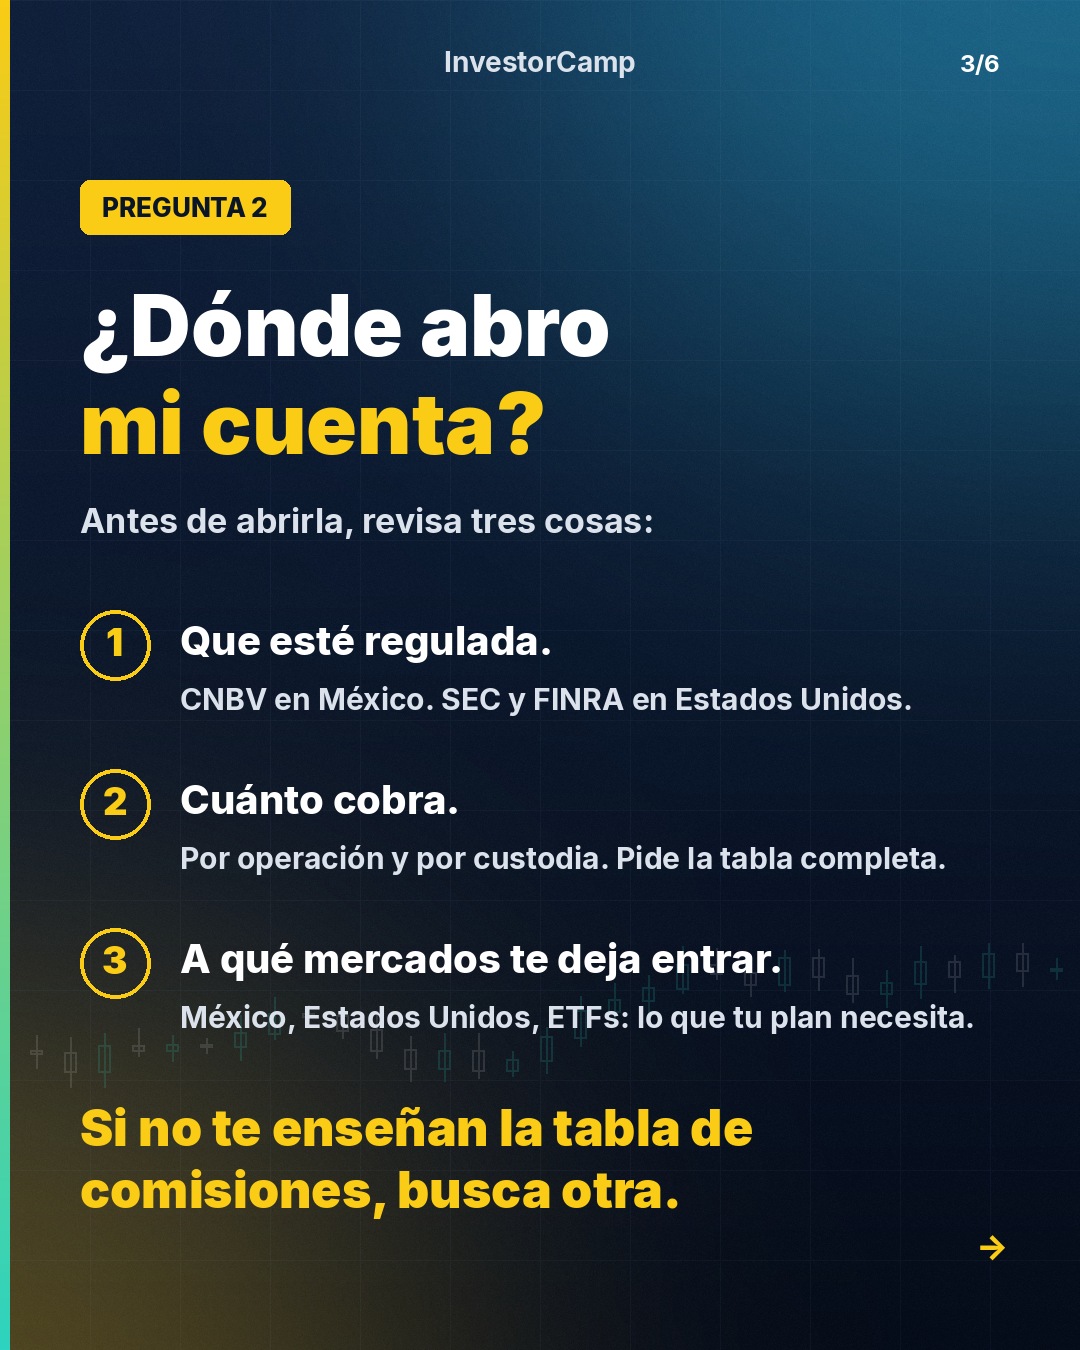 InvestorCamp
3/6
PREGUNTA 2
¿Dónde abro
mi cuenta?
Antes de abrirla, revisa tres cosas:
1
Que esté regulada.
CNBV en México. SEC y FINRA en Estados Unidos.
2
Cuánto cobra.
Por operación y por custodia. Pide la tabla completa.
3
A qué mercados te deja entrar.
México, Estados Unidos, ETFs: lo que tu plan necesita.
Si no te enseñan la tabla de
comisiones, busca otra.
→